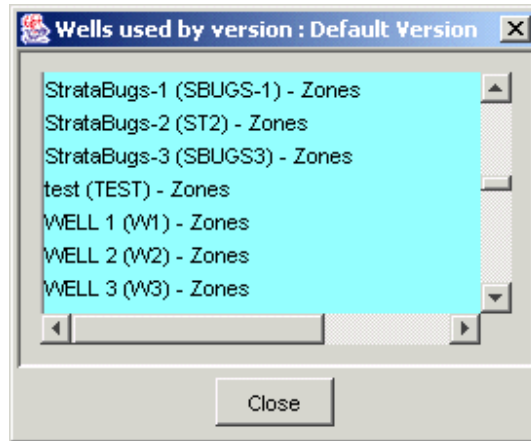 Wells used by version : Default Version
StrataBugs-1 (SBUGS-1) - Zones
StrataBugs-2 (ST2) - Zones
StrataBugs-3 (SBUGS3) - Zones
test (TEST) - Zones
WELL 1 (W1) - Zones
WELL 2 (W2) - Zones
WELL 3 (W3) - Zones
Close